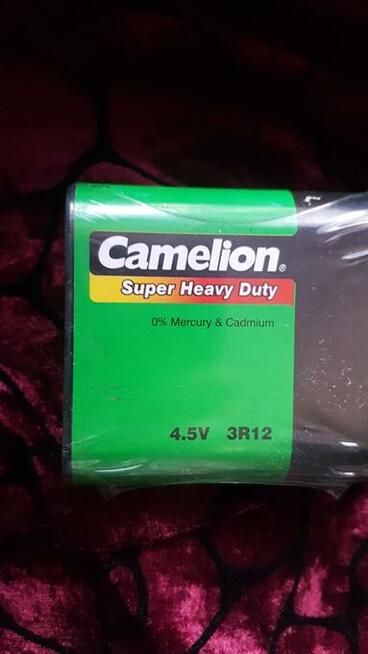 Camelion®
Super Heavy Duty
0% Mercury & Cadmium
4.5V 3R12